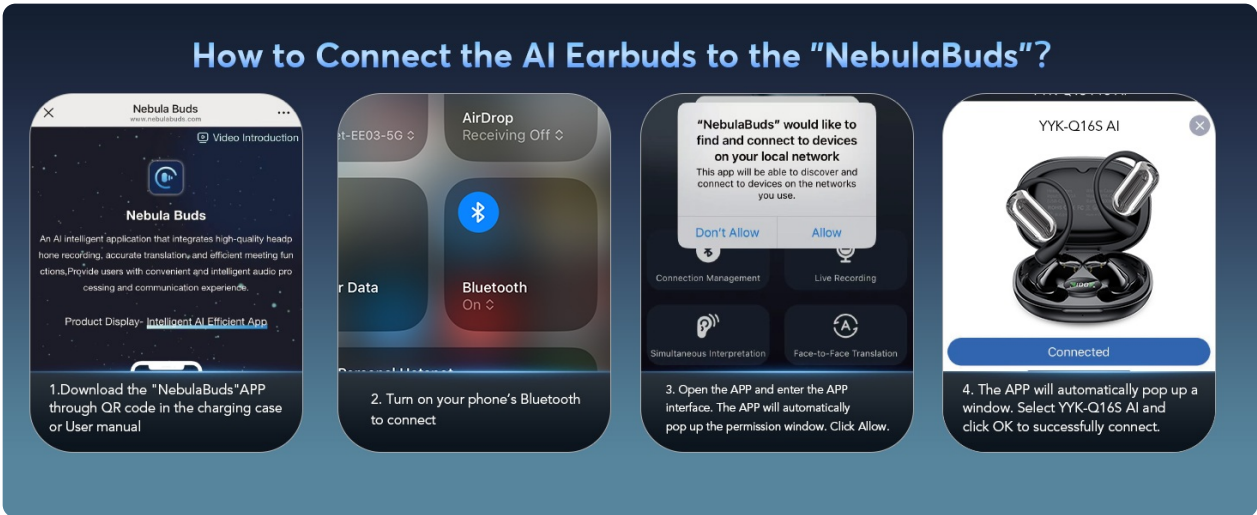 How to Connect the AI Earbuds to the "NebulaBuds"?
Nebula Buds
www.nebulabuds.com
Video Introduction
Nebula Buds
An AI intelligent application that integrates high-quality headp
hone recording, accurate translation, and efficient meeting fun
ctions,Provide users with convenient and intelligent audio pro
cessing and communication experience.
Product Display- Intelligent AI Efficient App
1.Download the "NebulaBuds"APP
through QR code in the charging case
or User manual
et-EE03-5G
AirDrop
Receiving Off
r Data
Bluetooth
On
2. Turn on your phone's Bluetooth
to connect
"NebulaBuds" would like to
find and connect to devices
on your local network
This app will be able to discover and
connect to devices on the networks
you use.
Don't Allow
Allow
Connection Management
Live Recording
Simultaneous Interpretation
Face-to-Face Translation
3. Open the APP and enter the APP
interface. The APP will automatically
pop up the permission window. Click Allow.
YYK-Q16S AI
Connected
4. The APP will automatically pop up a
window. Select YYK-Q16S AI and
click OK to successfully connect.